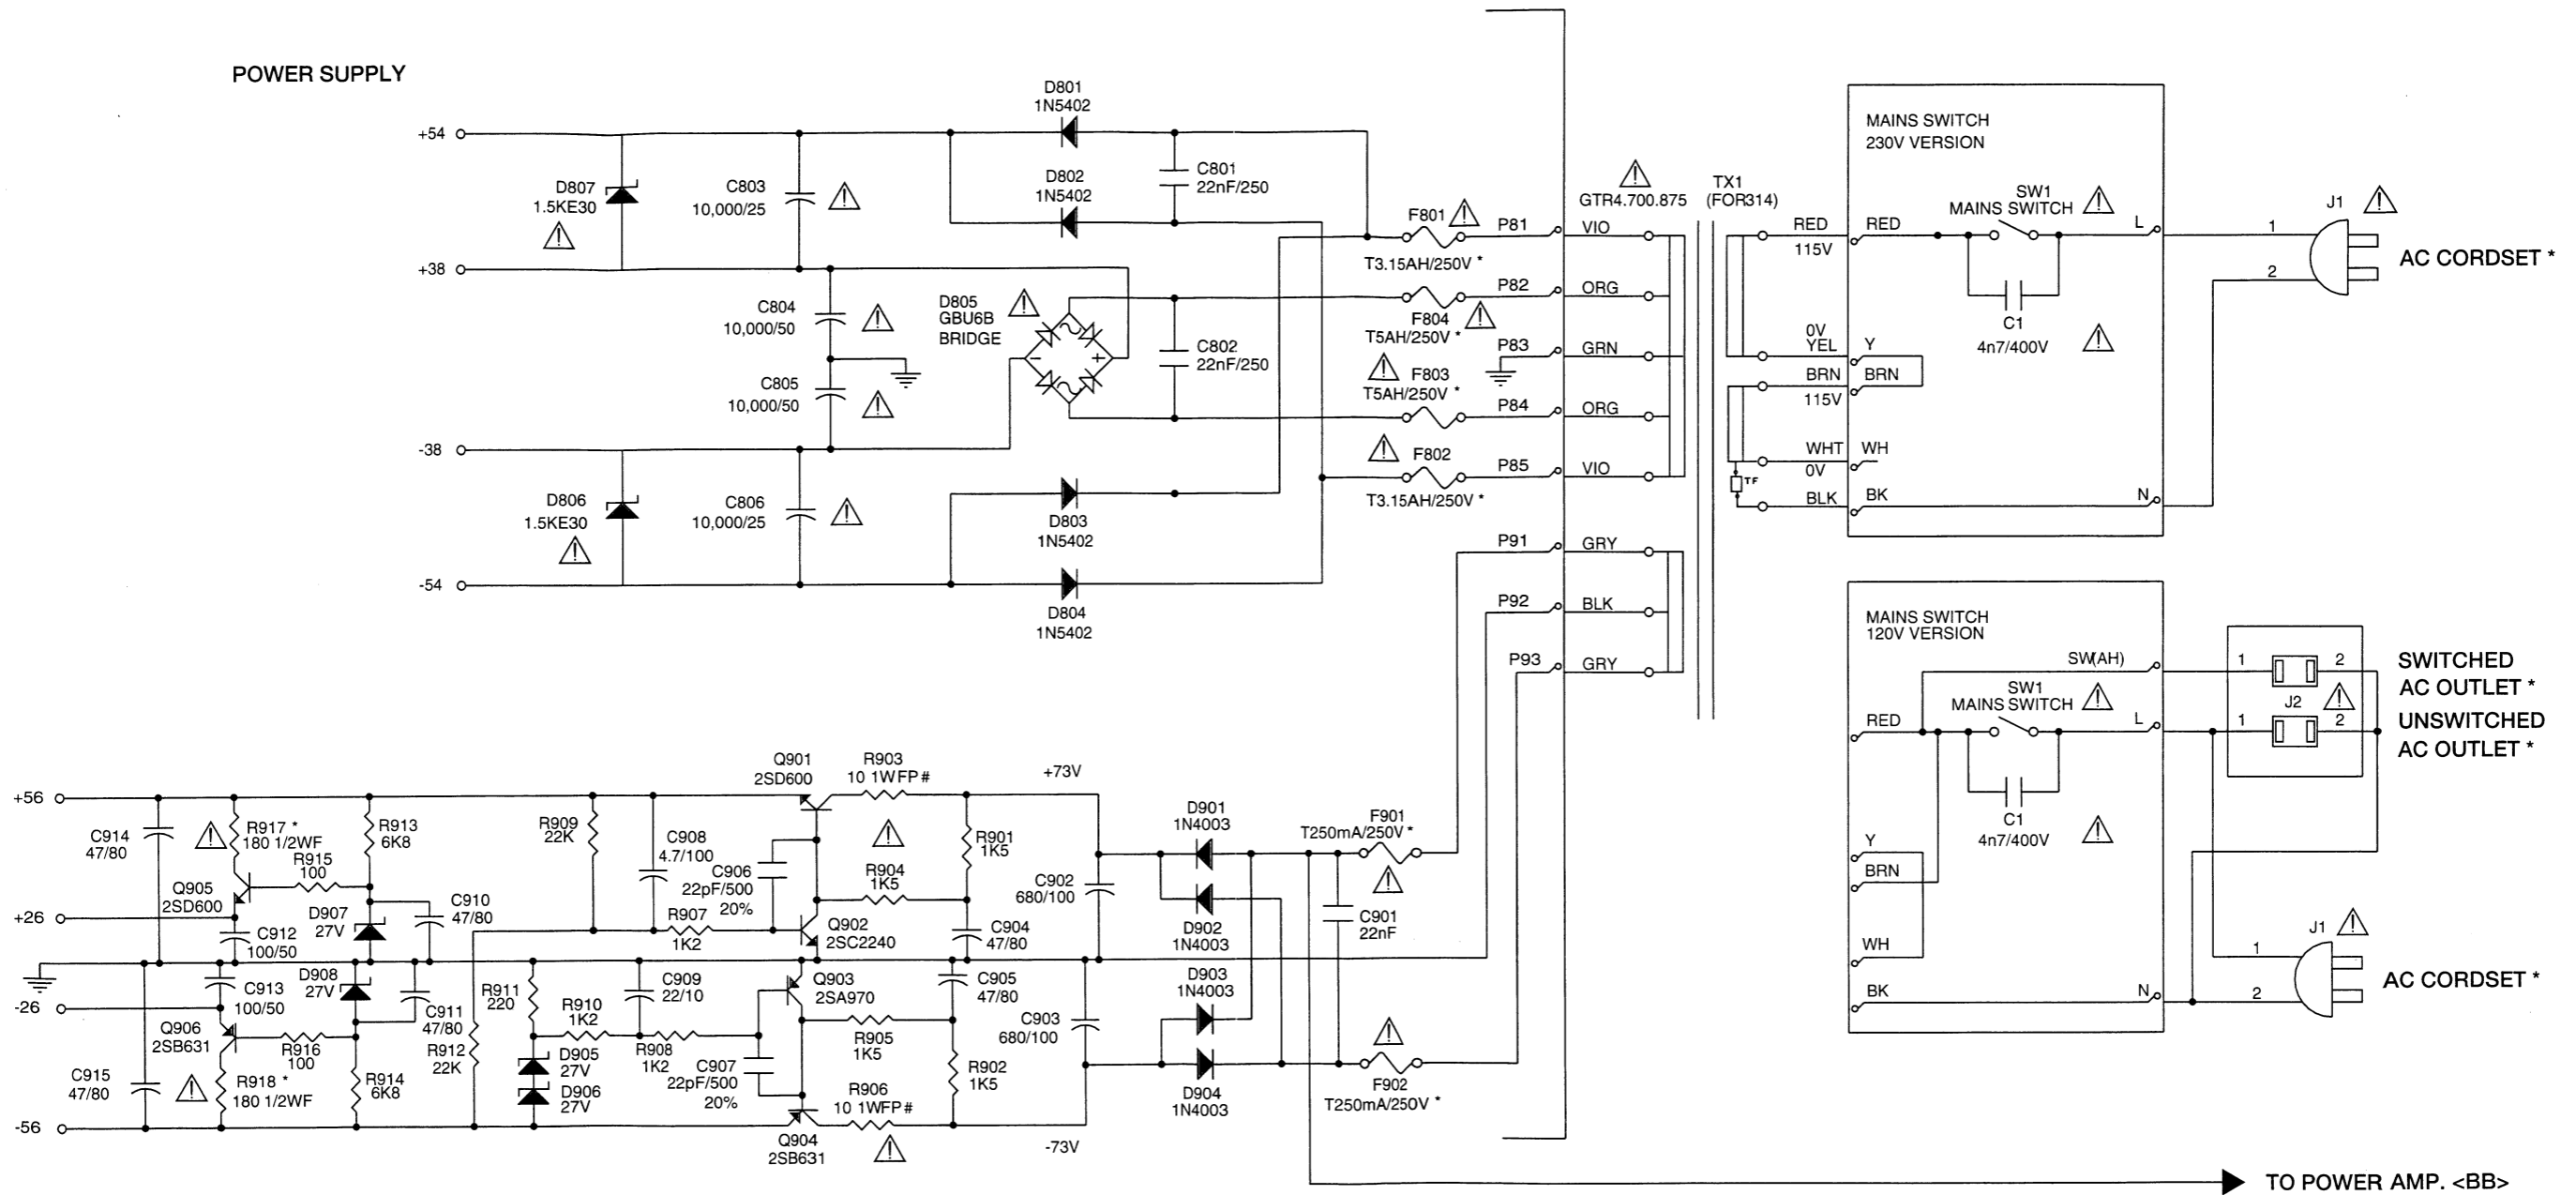 POWER SUPPLY
D801
1N5402
+54
D807
1.5KE30
C803
10,000/25
D802
1N5402
C801
22nF/250
+38
C804
10,000/50
D805
GBU6B
BRIDGE
C802
22nF/250
C805
10,000/50
-38
D806
1.5KE30
C806
10,000/25
D803
1N5402
-54
D804
1N5402
GTR4.700.875
TX1
(FOR314)
F801
P81
VIO
T3.15AH/250V *
P82
ORG
F804
T5AH/250V *
P83
GRN
F803
T5AH/250V *
P84
ORG
F802
P85
VIO
T3.15AH/250V *
P91
GRY
P92
BLK
P93
GRY
RED
115V
0V
YEL
BRN
115V
WHT
0V
TF
BLK
MAINS SWITCH
230V VERSION
SW1
MAINS SWITCH
RED
L
C1
4n7/400V
Y
BRN
WH
BK
N
J1
1
2
AC CORDSET *
MAINS SWITCH
120V VERSION
SW(AH)
SW1
MAINS SWITCH
RED
L
C1
4n7/400V
Y
BRN
WH
BK
N
1
2
J2
1
2
SWITCHED
AC OUTLET *
UNSWITCHED
AC OUTLET *
J1
1
2
AC CORDSET *
+56
C914
47/80
R917 *
180 1/2WF
R915
100
R913
6K8
Q905
2SD600
+26
D907
27V
C910
47/80
C912
100/50
R909
22K
C908
4.7/100
C906
22pF/500
20%
R907
1K2
Q901
2SD600
R903
10 1WFP #
+73V
R901
1K5
R904
1K5
Q902
2SC2240
C904
47/80
C902
680/100
D901
1N4003
D902
1N4003
F901
T250mA/250V *
C901
22nF
C913
100/50
D908
27V
-26
Q906
2SB631
R916
100
C911
47/80
R912
22K
R911
220
R910
1K2
C909
22/10
R908
1K2
Q903
2SA970
C905
47/80
R905
1K5
C903
680/100
D903
1N4003
C915
47/80
R918 *
180 1/2WF
R914
6K8
D905
27V
D906
27V
C907
22pF/500
20%
R906
10 1WFP #
R902
1K5
D904
1N4003
F902
T250mA/250V *
-56
Q904
2SB631
-73V
TO POWER AMP. <BB>